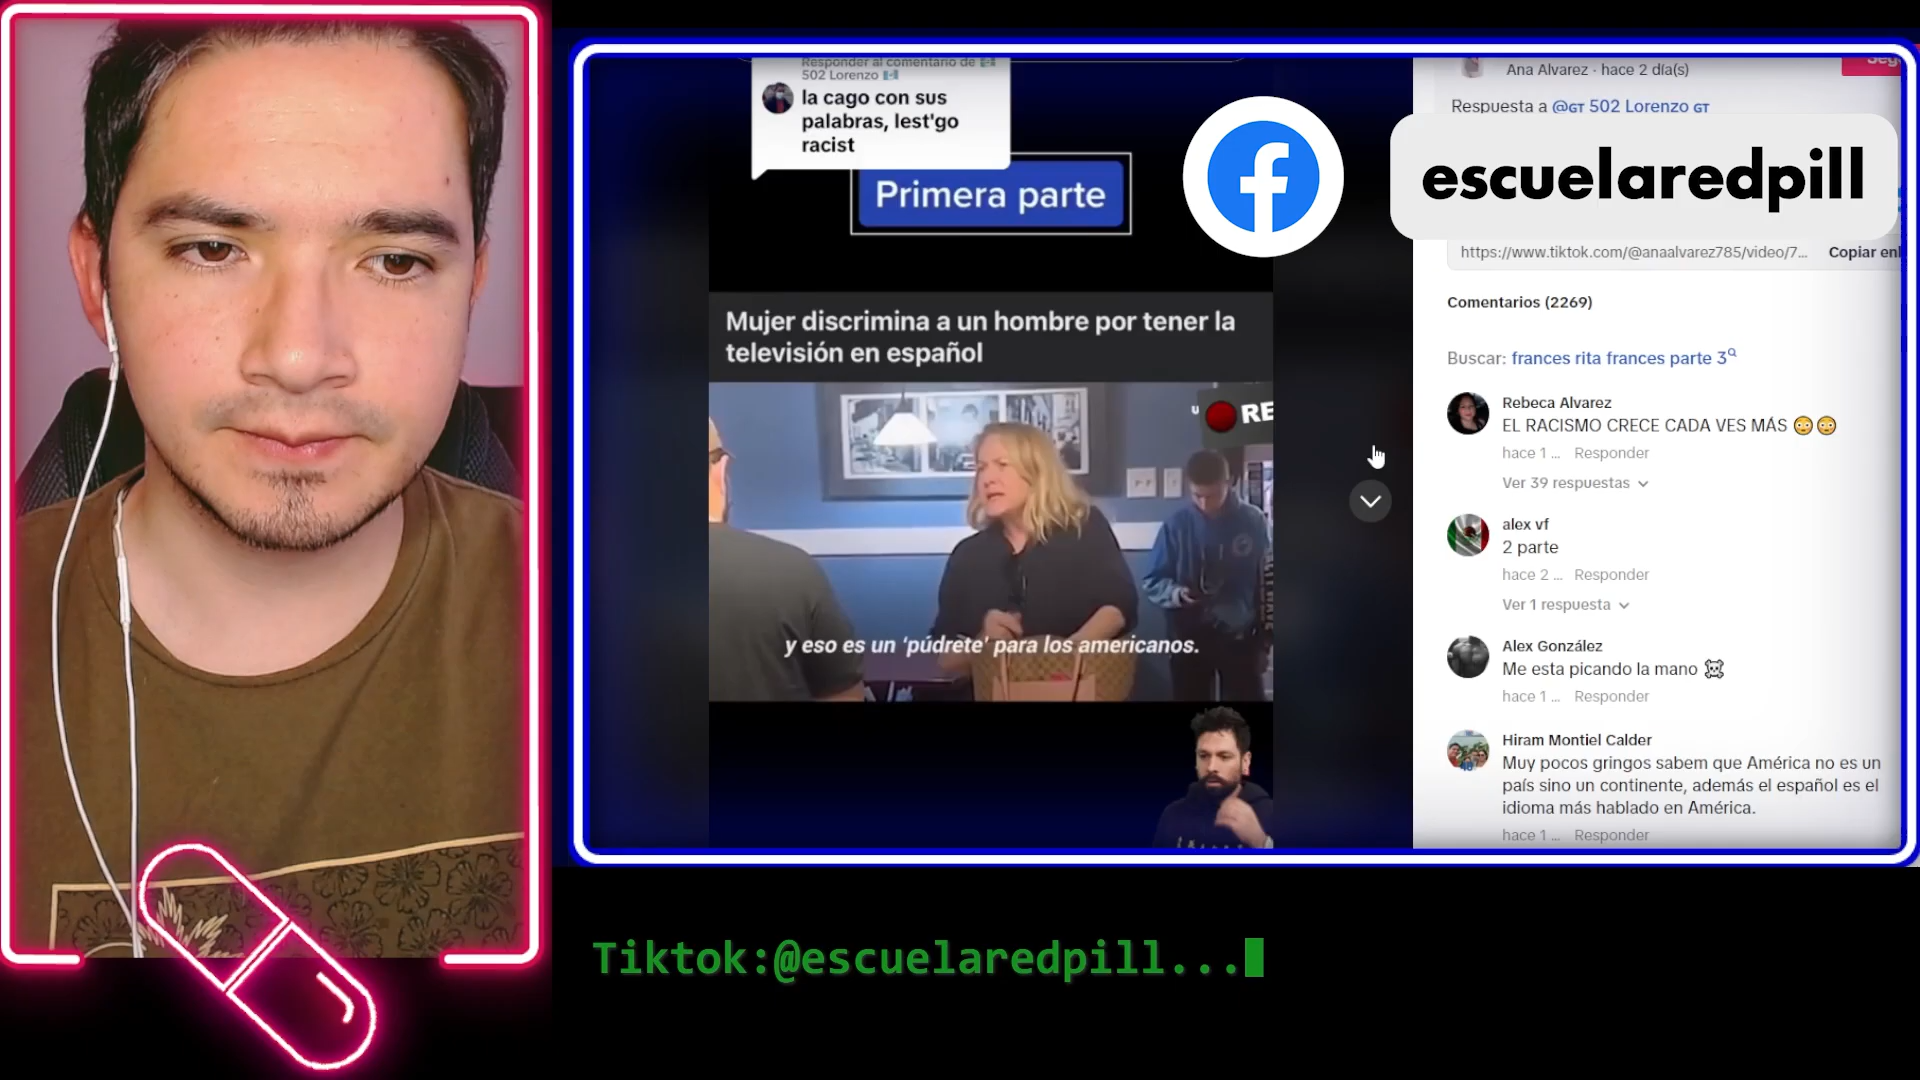 Responder al comentario de
502 Lorenzo
la cago con sus
palabras, lest'go
racist
Primera parte
Mujer discrimina a un hombre por tener la
televisión en español
RE
y eso es un ‘púdrete’ para los americanos.
escuelaredpill
Ana Alvarez · hace 2 día(s)
Respuesta a @GT 502 Lorenzo GT
https://www.tiktok.com/@anaalvarez785/video/7...
Copiar enl
Comentarios (2269)
Buscar: frances rita frances parte 3
Rebeca Alvarez
EL RACISMO CRECE CADA VES MÁS 😳😳
hace 1 ... Responder
Ver 39 respuestas
alex vf
2 parte
hace 2 ... Responder
Ver 1 respuesta
Alex González
Me esta picando la mano ☠️
hace 1 ... Responder
Hiram Montiel Calder
Muy pocos gringos sabem que América no es un
país sino un continente, además el español es el
idioma más hablado en América.
hace 1 ... Responder
Tiktok:@escuelaredpill...